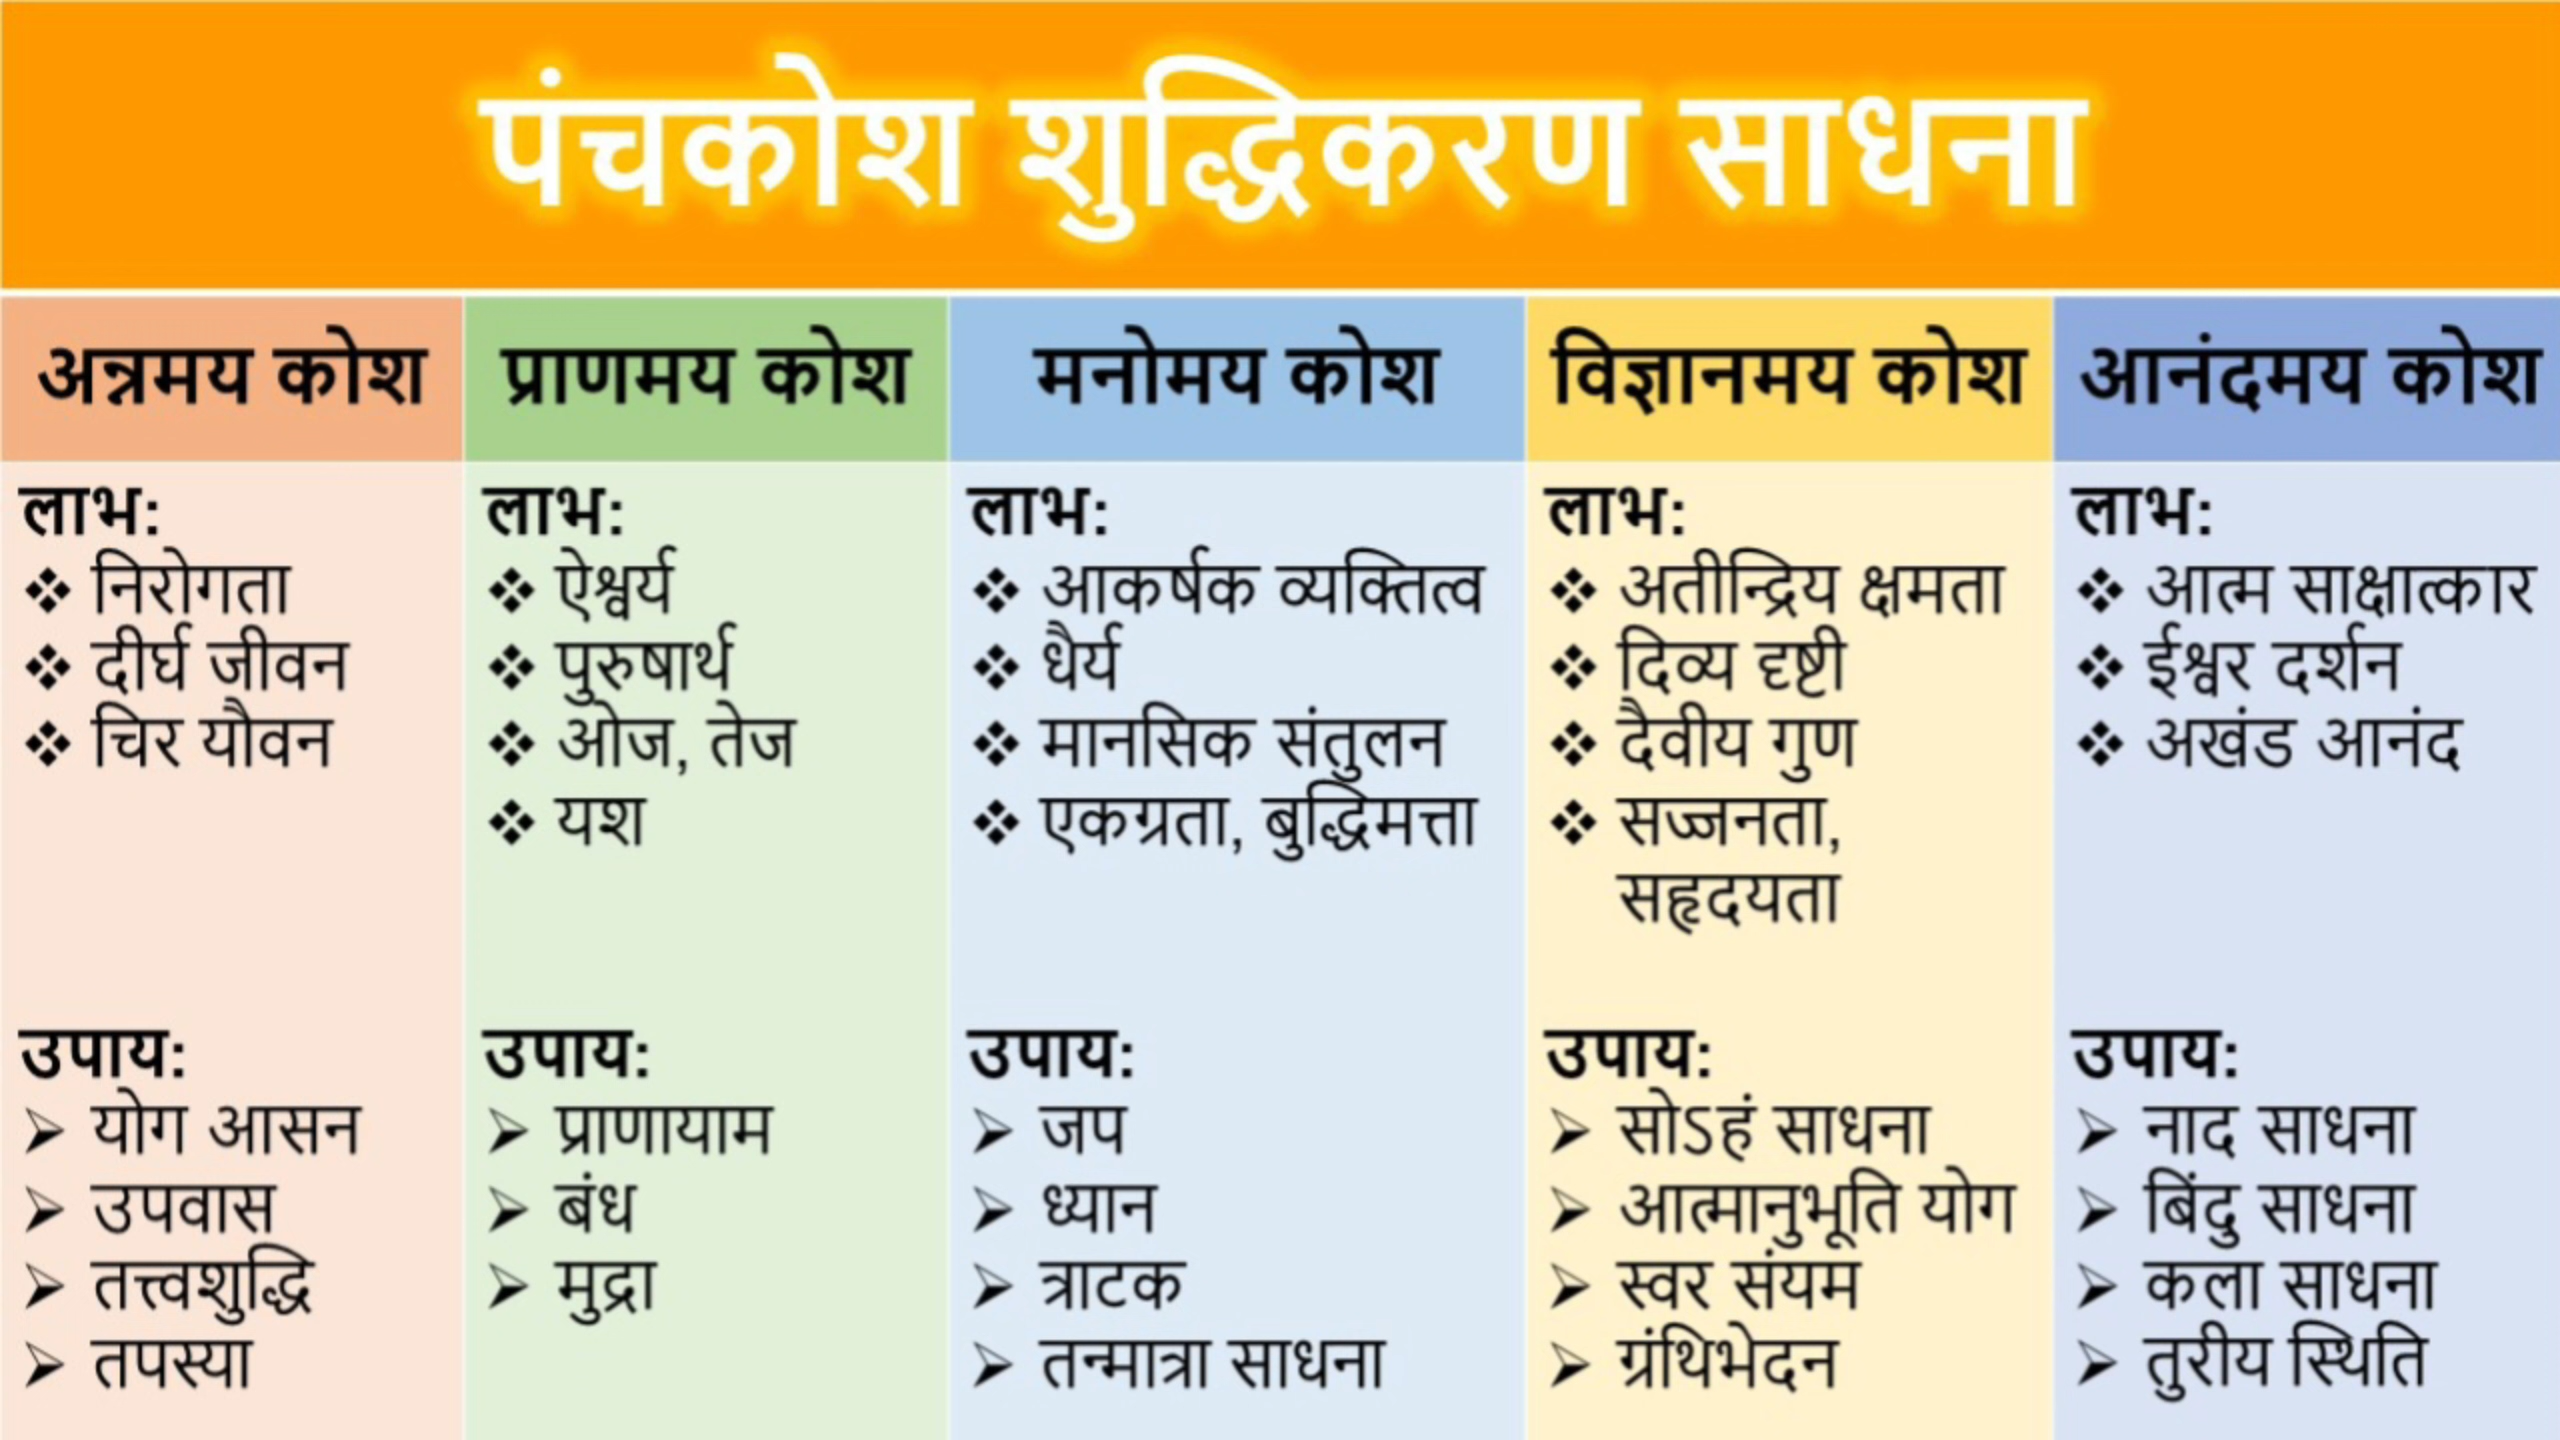 पंचकोश शुद्धिकरण साधना
अन्नमय कोश
लाभ:
निरोगता
दीर्घ जीवन
चिर यौवन
उपाय:
योग आसन
उपवास
तत्त्वशुद्धि
तपस्या
प्राणमय कोश
लाभ:
ऐश्वर्य
पुरुषार्थ
ओज, तेज
यश
उपाय:
प्राणायाम
बंध
मुद्रा
मनोमय कोश
लाभ:
आकर्षक व्यक्तित्व
धैर्य
मानसिक संतुलन
एकग्रता, बुद्धिमत्ता
उपाय:
जप
ध्यान
त्राटक
तन्मात्रा साधना
विज्ञानमय कोश
लाभ:
अतीन्द्रिय क्षमता
दिव्य दृष्टी
दैवीय गुण
सज्जनता,
सहृदयता
उपाय:
सोऽहं साधना
आत्मानुभूति योग
स्वर संयम
ग्रंथिभेदन
आनंदमय कोश
लाभ:
आत्म साक्षात्कार
ईश्वर दर्शन
अखंड आनंद
उपाय:
नाद साधना
बिंदु साधना
कला साधना
तुरीय स्थिति